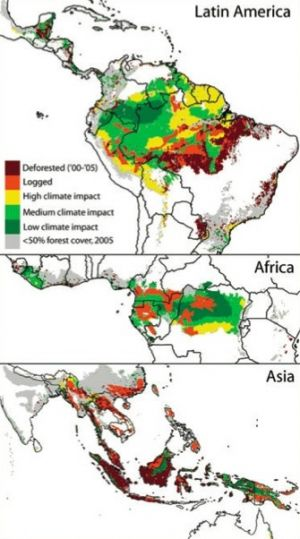 Latin America
Deforested ('00-'05)
Logged
High climate impact
Medium climate impact
Low climate impact
<50% forest cover, 2005
Africa
Asia